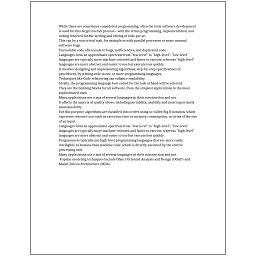 While these are sometimes considered programming, often the term software development
is used for this larger overall process – with the terms programming, implementation, and
coding reserved for the writing and editing of code per se.
This can be a non-trivial task, for example as with parallel processes or some unusual
software bugs.
Unreadable code often leads to bugs, inefficiencies, and duplicated code.
Languages form an approximate spectrum from "low-level" to "high-level"; "low-level"
languages are typically more machine-oriented and faster to execute, whereas "high-level"
languages are more abstract and easier to use but execute less quickly.
It involves designing and implementing algorithms, step-by-step specifications of
procedures, by writing code in one or more programming languages.
Techniques like Code refactoring can enhance readability.
Ideally, the programming language best suited for the task at hand will be selected.
They are the building blocks for all software, from the simplest applications to the most
sophisticated ones.
Many applications use a mix of several languages in their construction and use.
It affects the aspects of quality above, including portability, usability and most importantly
maintainability.
For this purpose, algorithms are classified into orders using so-called Big O notation, which
expresses resource use, such as execution time or memory consumption, in terms of the size
of an input.
Languages form an approximate spectrum from "low-level" to "high-level"; "low-level"
languages are typically more machine-oriented and faster to execute, whereas "high-level"
languages are more abstract and easier to use but execute less quickly.
Programmers typically use high-level programming languages that are more easily
intelligible to humans than machine code, which is directly executed by the central
processing unit.
Many applications use a mix of several languages in their construction and use.
Popular modeling techniques include Object-Oriented Analysis and Design (OOAD) and
Model-Driven Architecture (MDA).